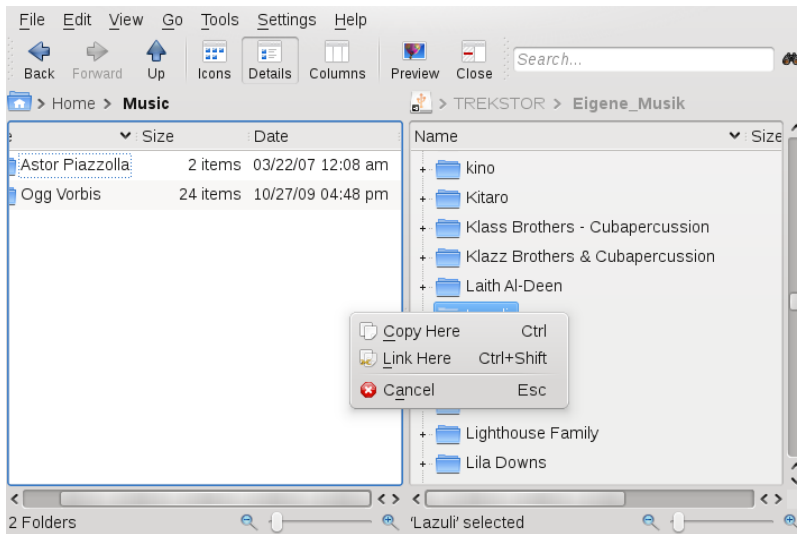 File Edit View Go Tools Settings Help
Back Forward Up Icons Details Columns Preview Close Search...
> Home > Music
> TREKSTOR > Eigene_Musik
Size Date
Astor Piazzolla 2 items 03/22/07 12:08 am
Ogg Vorbis 24 items 10/27/09 04:48 pm
Name Size
kino
Kitaro
Klass Brothers - Cubapercussion
Klazz Brothers & Cubapercussion
Laith Al-Deen
Copy Here Ctrl
Link Here Ctrl+Shift
Cancel Esc
Lighthouse Family
Lila Downs
2 Folders
'Lazuli' selected